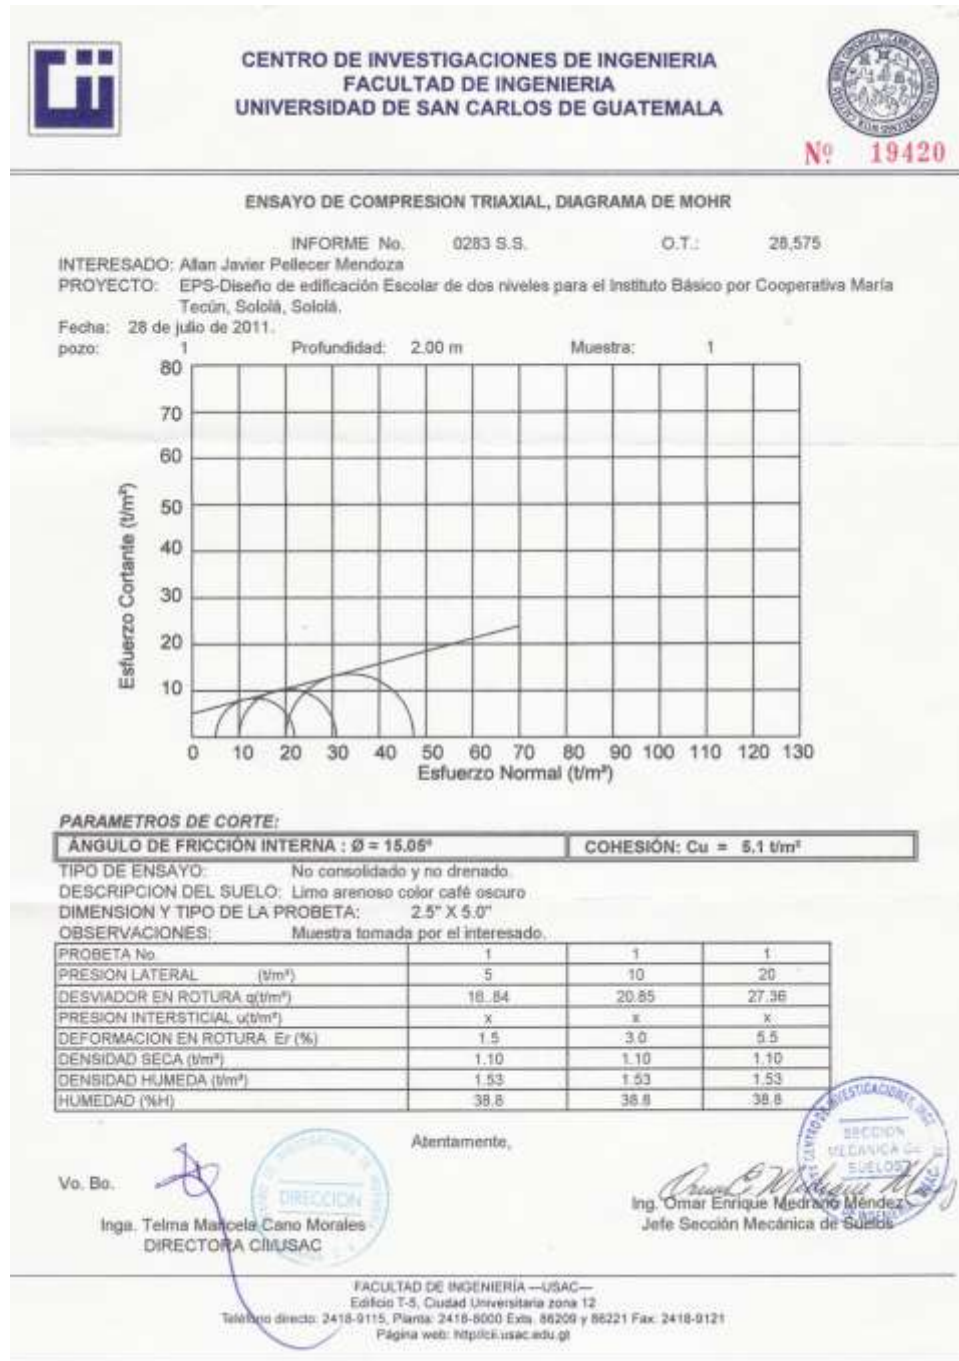 CENTRO DE INVESTIGACIONES DE INGENIERIA
FACULTAD DE INGENIERIA
UNIVERSIDAD DE SAN CARLOS DE GUATEMALA
Nº 19420
ENSAYO DE COMPRESION TRIAXIAL, DIAGRAMA DE MOHR
INFORME No. 0283 S.S. O.T.: 28,575
INTERESADO: Allan Javier Pellecer Mendoza
PROYECTO: EPS-Diseño de edificación Escolar de dos niveles para el Instituto Básico por Cooperativa María
Tecún, Sololá, Sololá.
Fecha: 28 de julio de 2011.
pozo: 1 Profundidad: 2.00 m Muestra: 1
80
70
60
50
40
30
20
10
Esfuerzo Cortante (t/m²)
0 10 20 30 40 50 60 70 80 90 100 110 120 130
Esfuerzo Normal (t/m²)
PARAMETROS DE CORTE:
ÁNGULO DE FRICCIÓN INTERNA : Ø = 15.05º COHESIÓN: Cu = 5.1 t/m²
TIPO DE ENSAYO: No consolidado y no drenado.
DESCRIPCION DEL SUELO: Limo arenoso color café oscuro
DIMENSION Y TIPO DE LA PROBETA: 2.5" X 5.0"
OBSERVACIONES: Muestra tomada por el interesado.
PROBETA No. 1 1 1
PRESION LATERAL (t/m²) 5 10 20
DESVIADOR EN ROTURA q(t/m²) 16..84 20.85 27.36
PRESION INTERSTICIAL u(t/m²) x x x
DEFORMACION EN ROTURA Er (%) 1.5 3.0 5.5
DENSIDAD SECA (t/m³) 1.10 1.10 1.10
DENSIDAD HUMEDA (t/m³) 1.53 1.53 1.53
HUMEDAD (%H) 38.8 38.8 38.8
Atentamente,
Vo. Bo.
DIRECCION
SECCION
MECANICA DE
SUELOS
Inga. Telma Maricela Cano Morales
DIRECTORA CII/USAC
Ing. Omar Enrique Medrano Méndez
Jefe Sección Mecánica de Suelos
FACULTAD DE INGENIERÍA —USAC—
Edificio T-5, Ciudad Universitaria zona 12
Teléfono directo: 2418-9115, Planta: 2418-8000 Exts. 86209 y 86221 Fax: 2418-9121
Página web: http//cii.usac.edu.gt